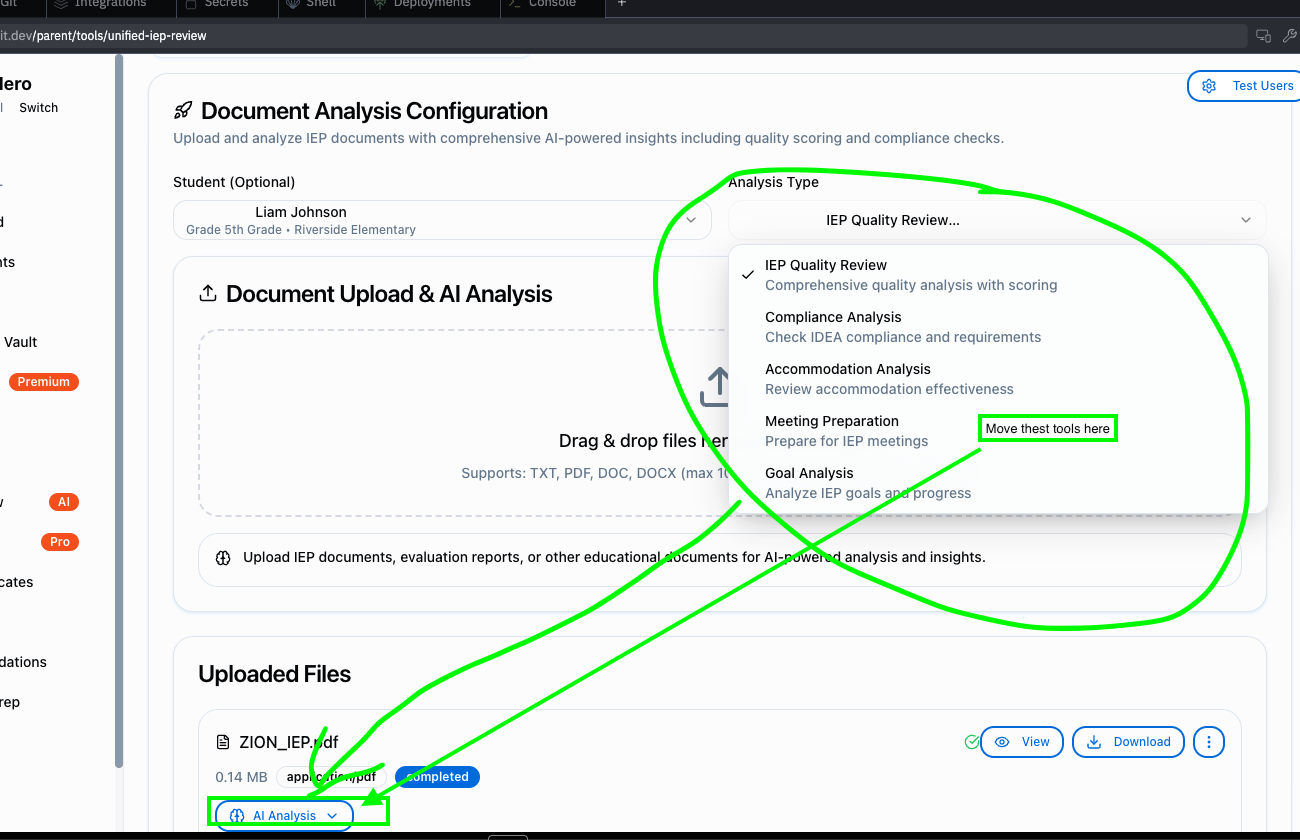 Git Integrations Secrets Shell Deployments Console +
it.dev/parent/tools/unified-iep-review
Switch
Test Users
Document Analysis Configuration
Upload and analyze IEP documents with comprehensive AI-powered insights including quality scoring and compliance checks.
Student (Optional)
Liam Johnson
Grade 5th Grade • Riverside Elementary
Analysis Type
IEP Quality Review...
IEP Quality Review
Comprehensive quality analysis with scoring
Compliance Analysis
Check IDEA compliance and requirements
Accommodation Analysis
Review accommodation effectiveness
Meeting Preparation
Prepare for IEP meetings
Goal Analysis
Analyze IEP goals and progress
Move thest tools here
Document Upload & AI Analysis
Drag & drop files her
Supports: TXT, PDF, DOC, DOCX (max 10
Upload IEP documents, evaluation reports, or other educational documents for AI-powered analysis and insights.
Vault
Premium
AI
Pro
Uploaded Files
ZION_IEP.pdf
View
Download
0.14 MB application/pdf completed
AI Analysis